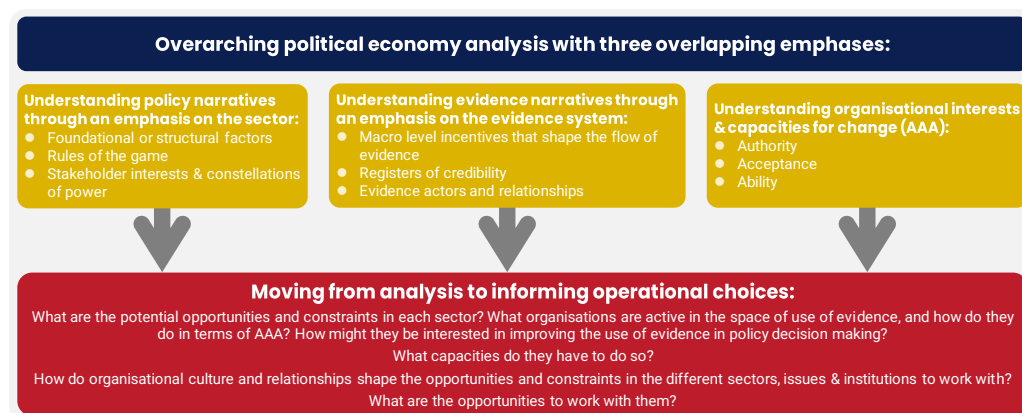 Overarching political economy analysis with three overlapping emphases:
Understanding policy narratives
through an emphasis on the sector:
● Foundational or structural factors
● Rules of the game
● Stakeholder interests & constellations
of power
Understanding evidence narratives through
an emphasis on the evidence system:
● Macro level incentives that shape the flow of
evidence
● Registers of credibility
● Evidence actors and relationships
Understanding organisational interests
& capacities for change (AAA):
● Authority
● Acceptance
● Ability
Moving from analysis to informing operational choices:
What are the potential opportunities and constraints in each sector? What organisations are active in the space of use of evidence, and how do they
do in terms of AAA? How might they be interested in improving the use of evidence in policy decision making?
What capacities do they have to do so?
How do organisational culture and relationships shape the opportunities and constraints in the different sectors, issues & institutions to work with?
What are the opportunities to work with them?